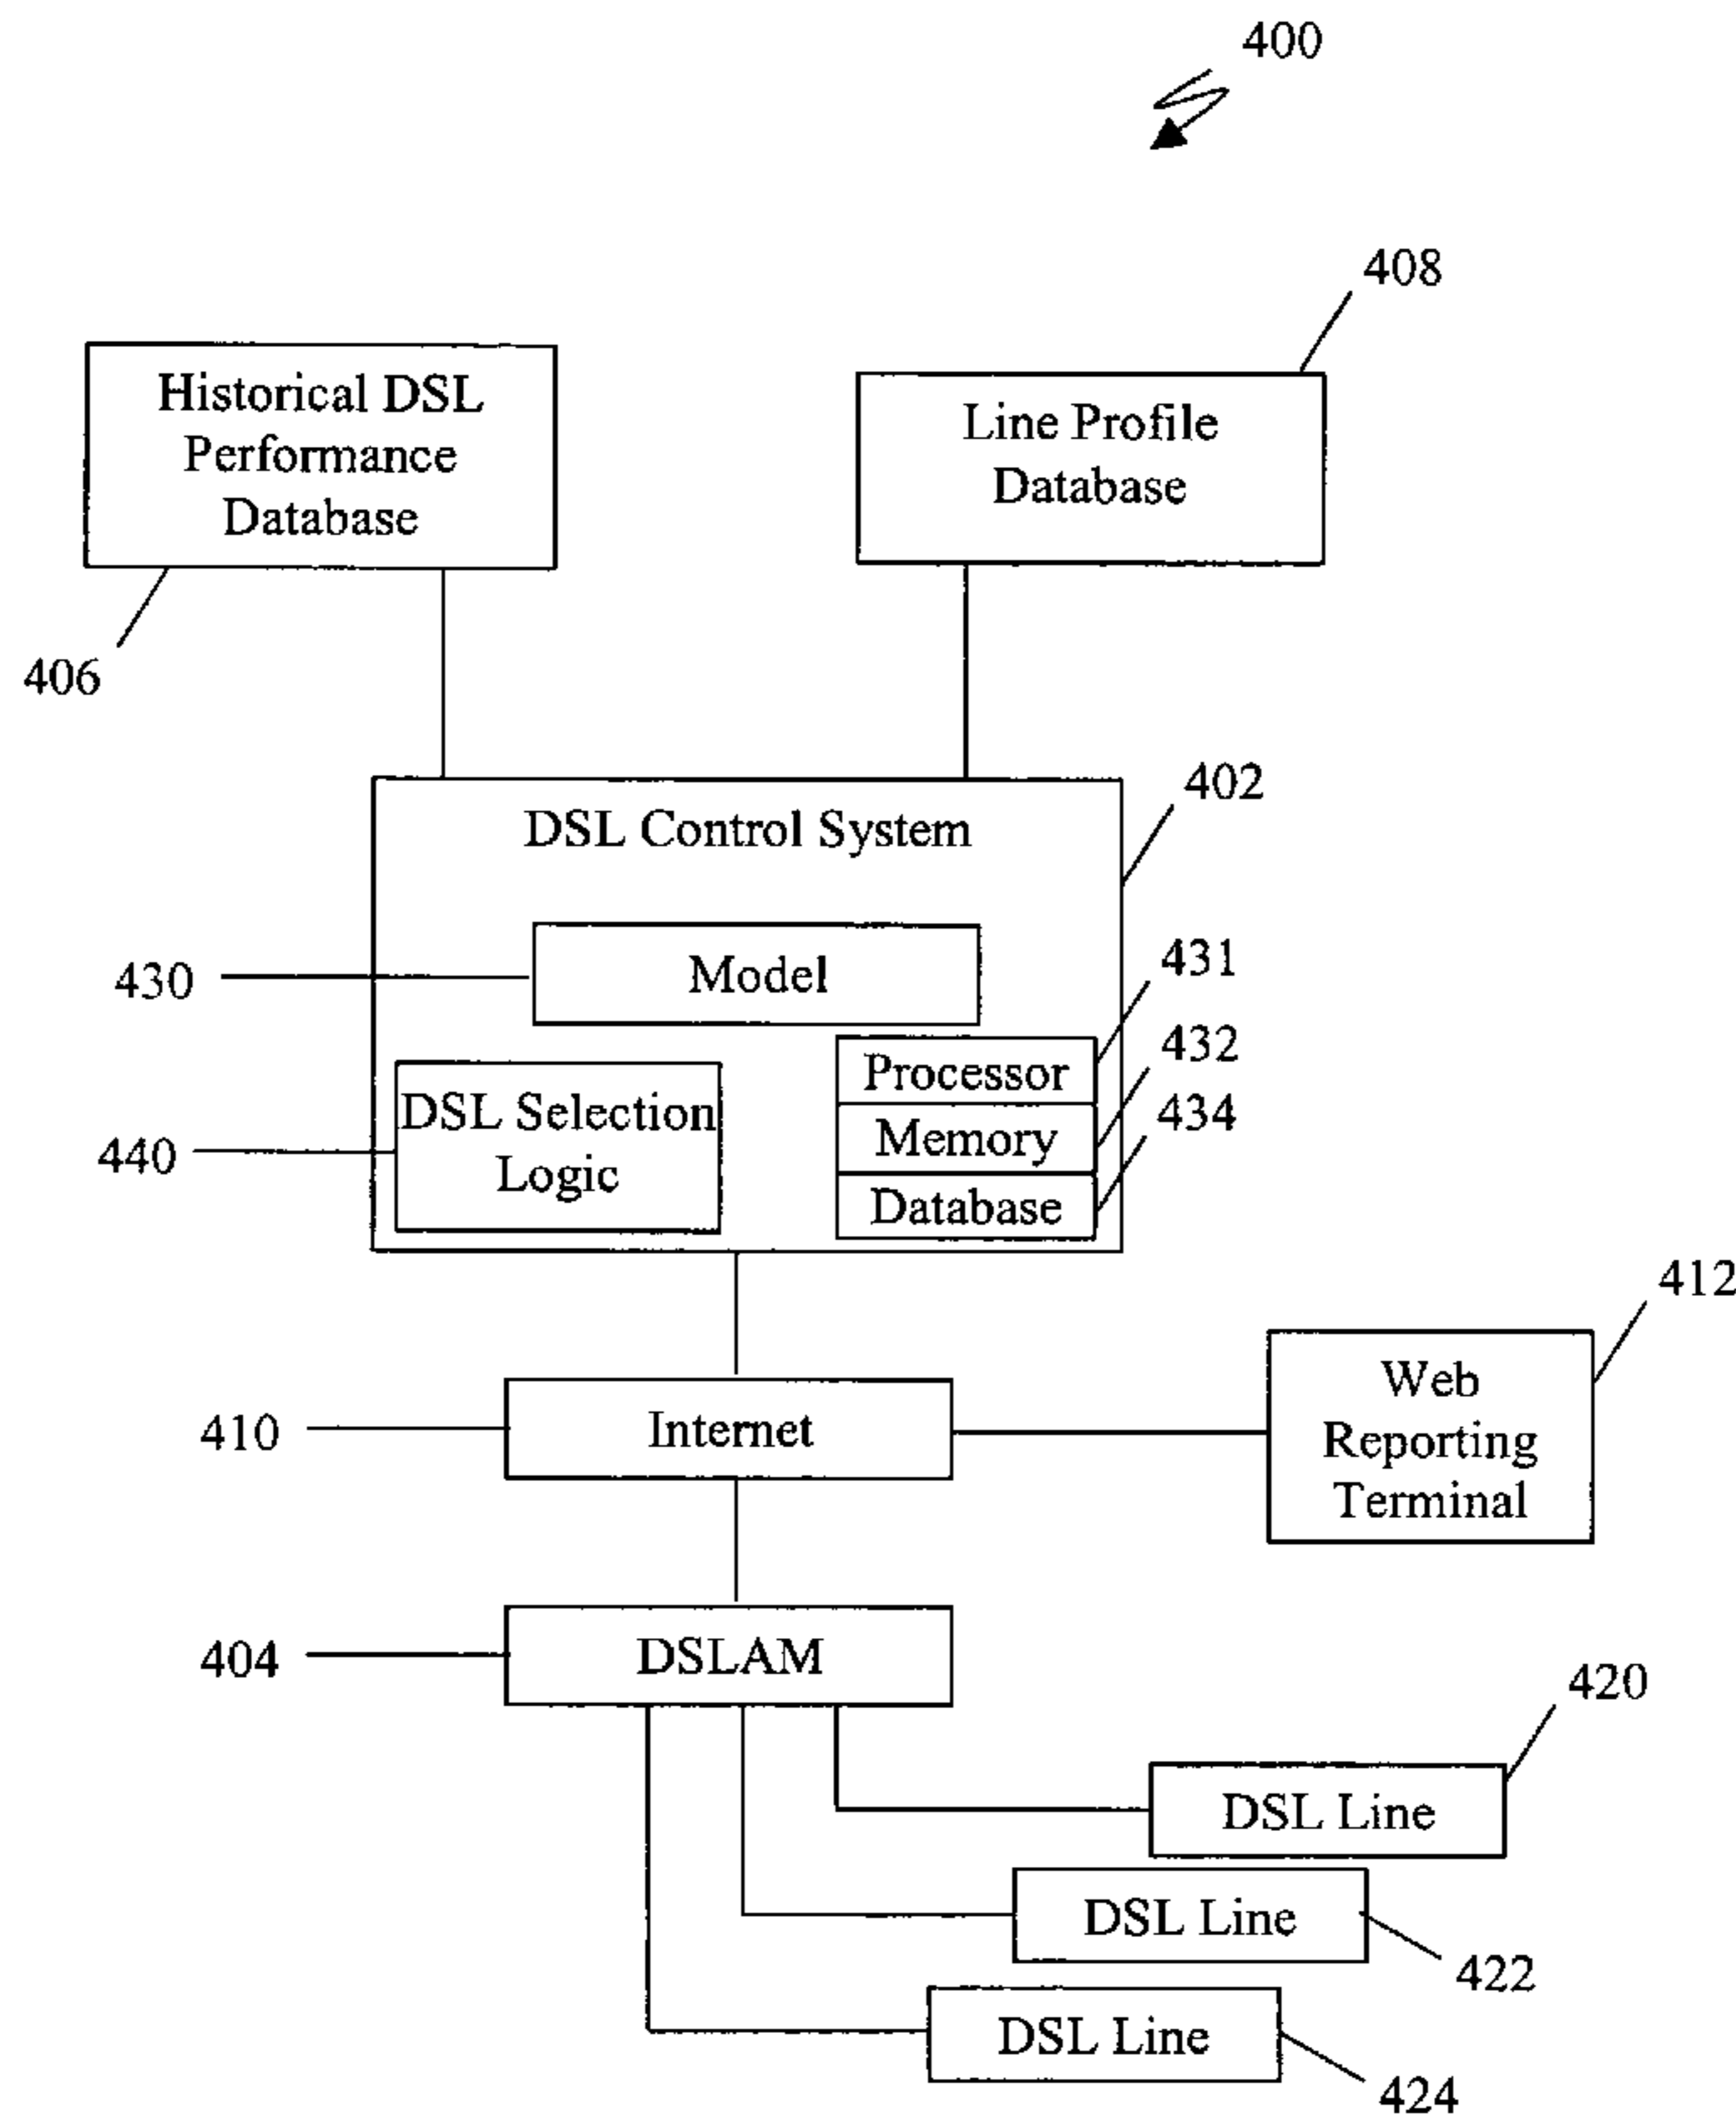 400
408
Historical DSL
Performance
Database
Line Profile
Database
406
402
DSL Control System
430
Model
431
Processor
432
Memory
434
Database
440
DSL Selection
Logic
412
410
Internet
Web
Reporting
Terminal
404
DSLAM
420
DSL Line
DSL Line
422
DSL Line
424